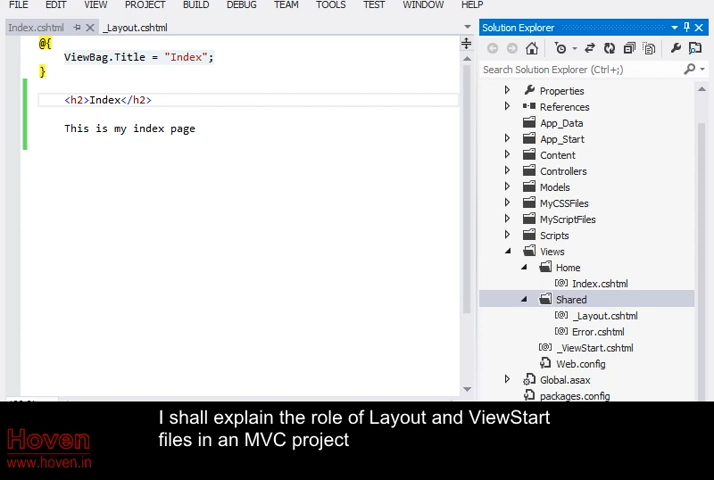 FILE EDIT VIEW PROJECT BUILD DEBUG TEAM TOOLS TEST WINDOW HELP
Index.cshtml _Layout.cshtml
@{
ViewBag.Title = "Index";
}
<h2>Index</h2>
This is my index page
Solution Explorer
Search Solution Explorer (Ctrl+;)
Properties
References
App_Data
App_Start
Content
Controllers
Models
MyCSSFiles
MyScriptFiles
Scripts
Views
Home
Index.cshtml
Shared
_Layout.cshtml
Error.cshtml
_ViewStart.cshtml
Web.config
Global.asax
packages.config
I shall explain the role of Layout and ViewStart
files in an MVC project
Hoven
www.hoven.in